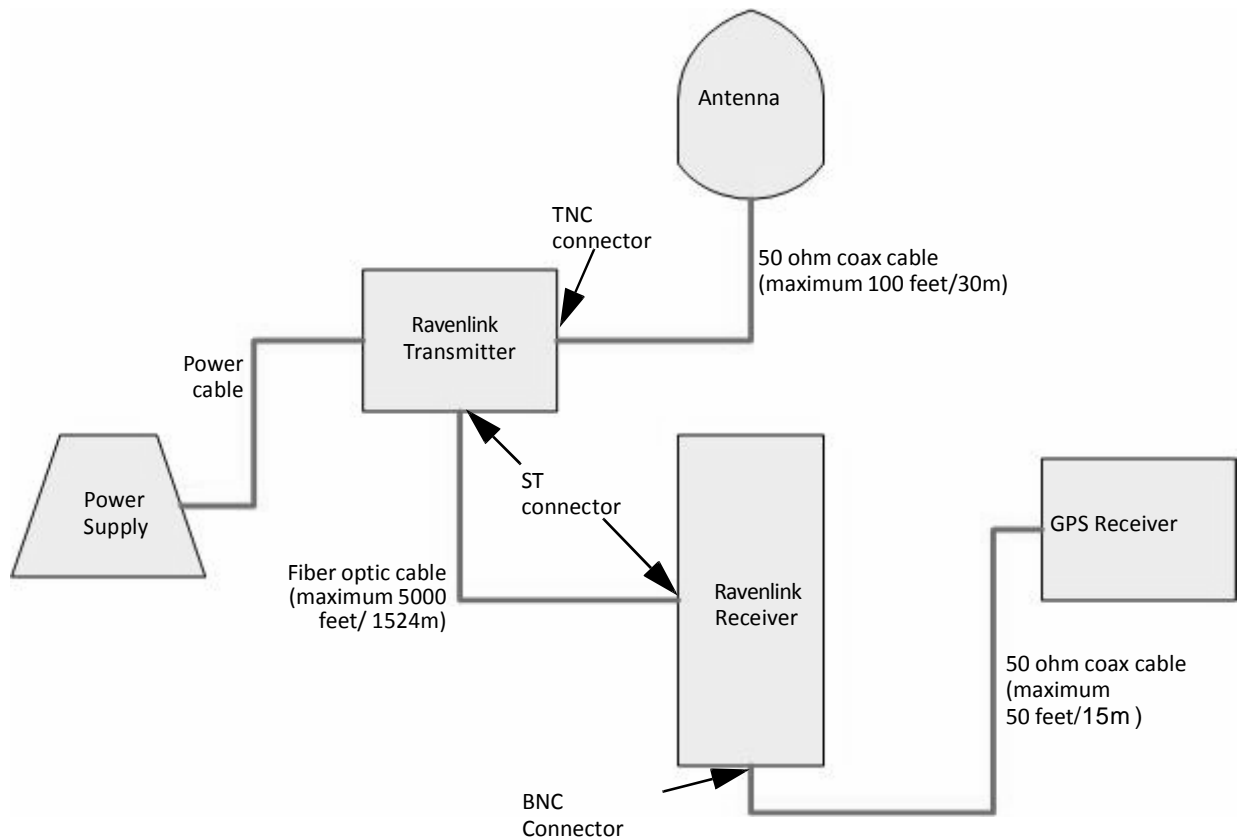 Antenna
TNC
connector
50 ohm coax cable
(maximum 100 feet/30m)
Ravenlink
Transmitter
Power
cable
Power
Supply
ST
connector
GPS Receiver
Fiber optic cable
(maximum 5000
feet/ 1524m)
Ravenlink
Receiver
50 ohm coax cable
(maximum
50 feet/15m )
BNC
Connector